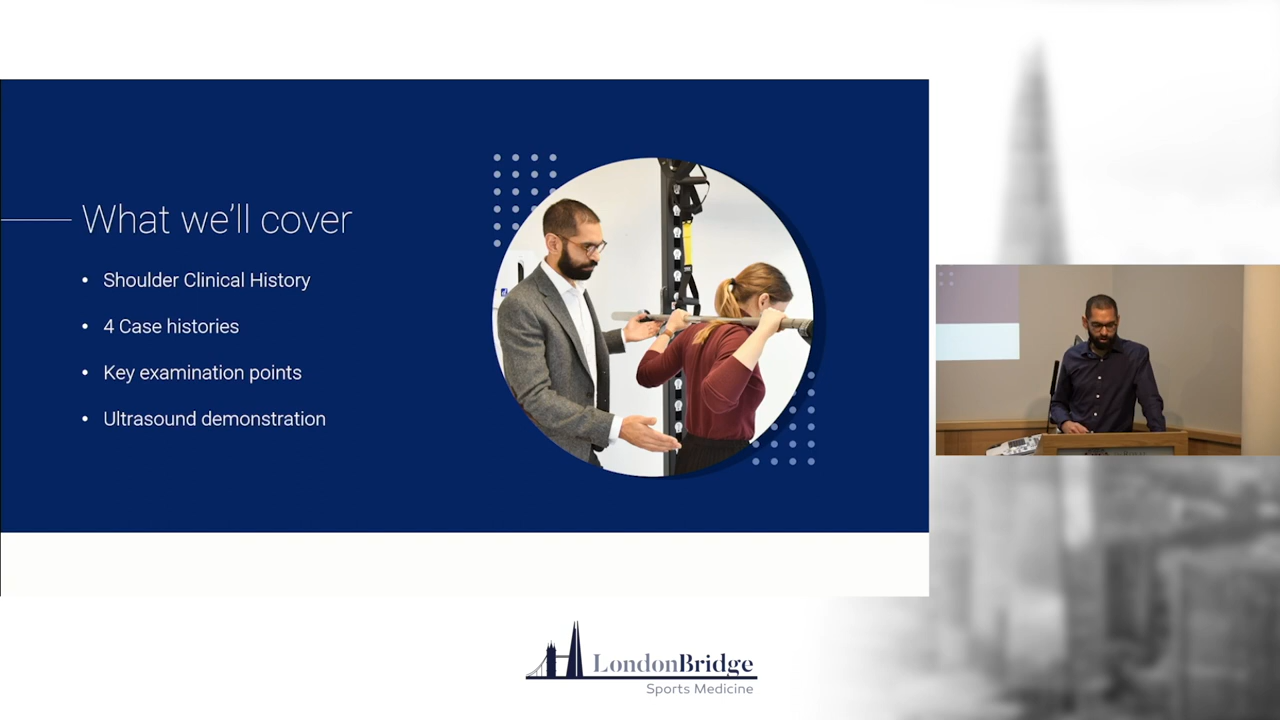 What we'll cover
• Shoulder Clinical History
• 4 Case histories
• Key examination points
• Ultrasound demonstration
LondonBridge
Sports Medicine